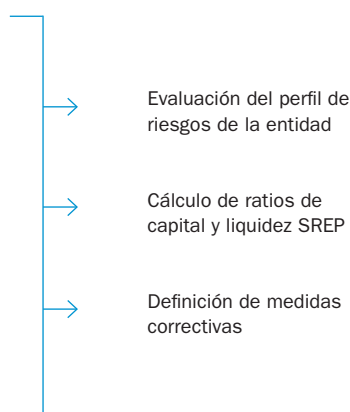 Evaluación del perfil de
riesgos de la entidad
Cálculo de ratios de
capital y liquidez SREP
Definición de medidas
correctivas